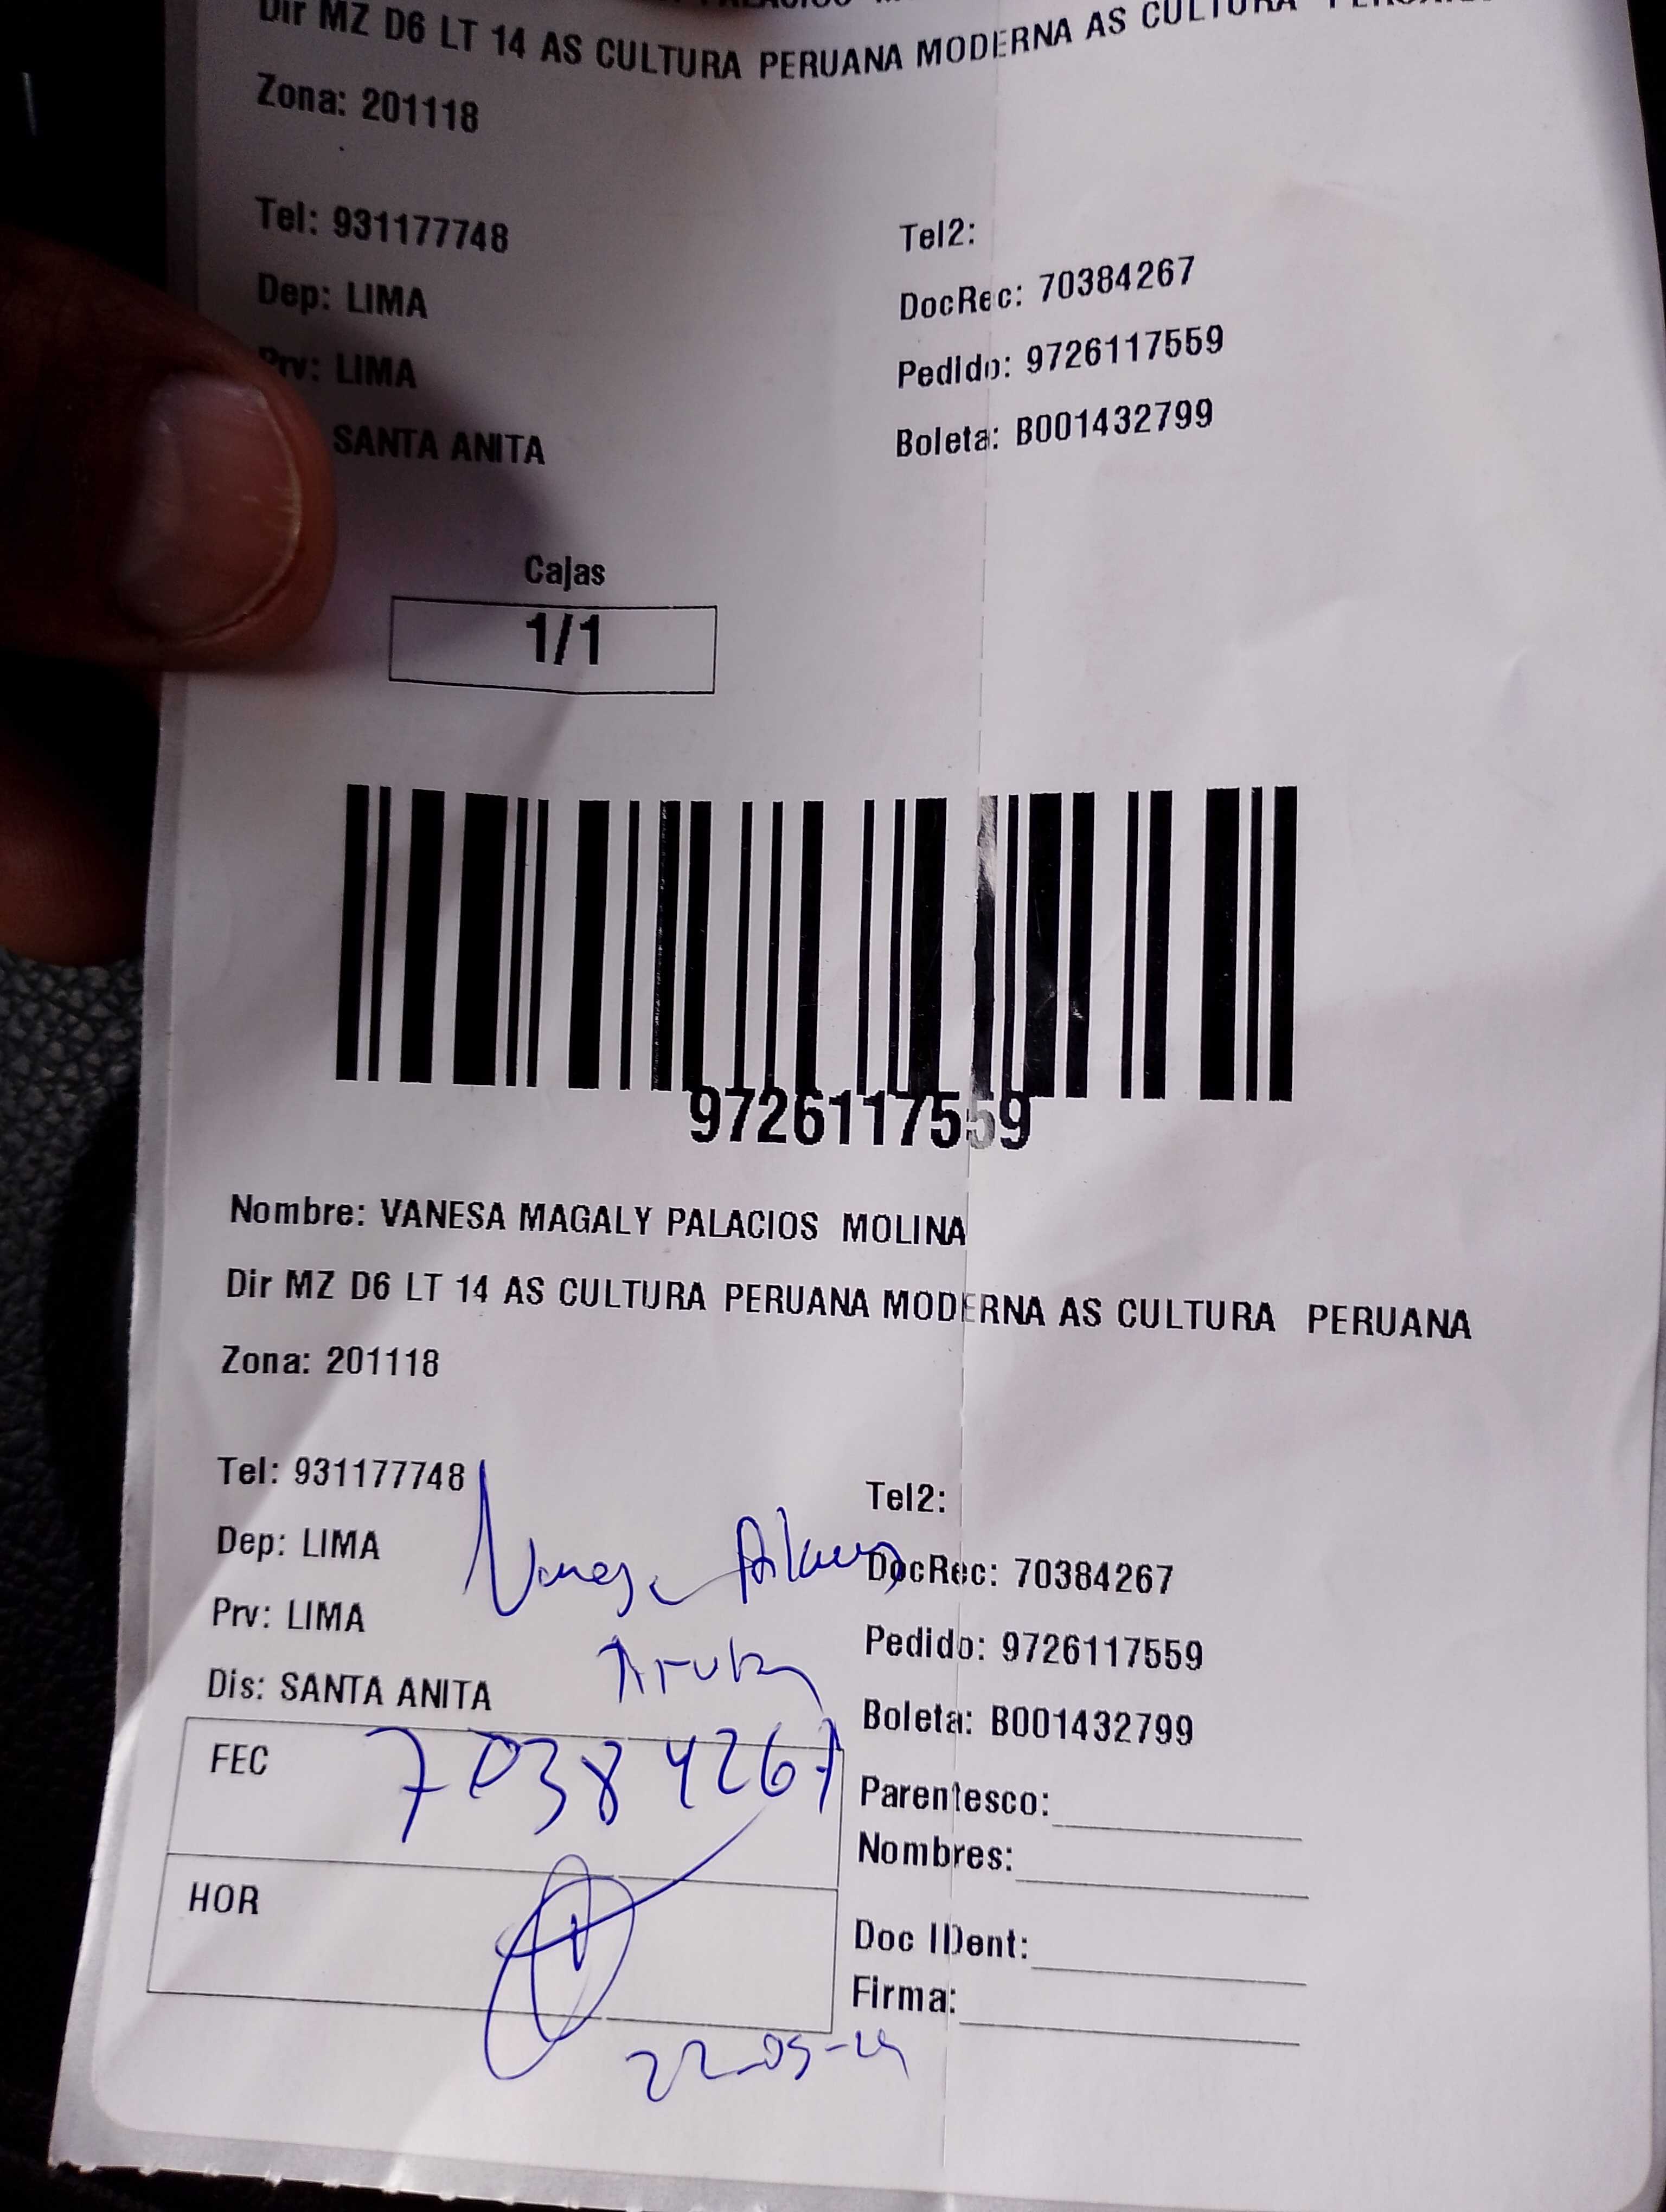 Dir MZ D6 LT 14 AS CULTURA PERUANA MODERNA AS CULTURA
Zona: 201118
Tel: 931177748
Tel2:
Dep: LIMA
DocRec: 70384267
Prv: LIMA
Pedido: 9726117559
SANTA ANITA
Boleta: B001432799
Cajas
1/1
9726117559
Nombre: VANESA MAGALY PALACIOS MOLINA
Dir MZ D6 LT 14 AS CULTURA PERUANA MODERNA AS CULTURA PERUANA
Zona: 201118
Tel: 931177748
Tel2:
Dep: LIMA
DocRec: 70384267
Prv: LIMA
Pedido: 9726117559
Dis: SANTA ANITA
Boleta: B001432799
FEC
70384267
Parentesco:
Nombres:
HOR
Doc IDent:
Firma: